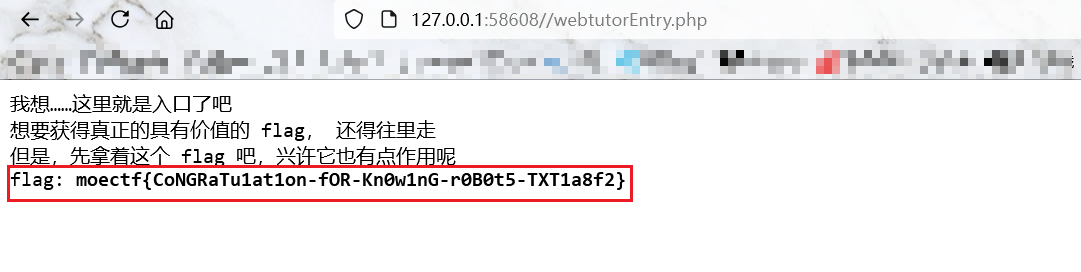 127.0.0.1:58608//webtutorEntry.php
我想……这里就是入口了吧
想要获得真正的具有价值的 flag， 还得往里走
但是，先拿着这个 flag 吧，兴许它也有点作用呢
flag: moectf{CoNGRaTu1at1on-fOR-Kn0w1nG-r0B0t5-TXT1a8f2}